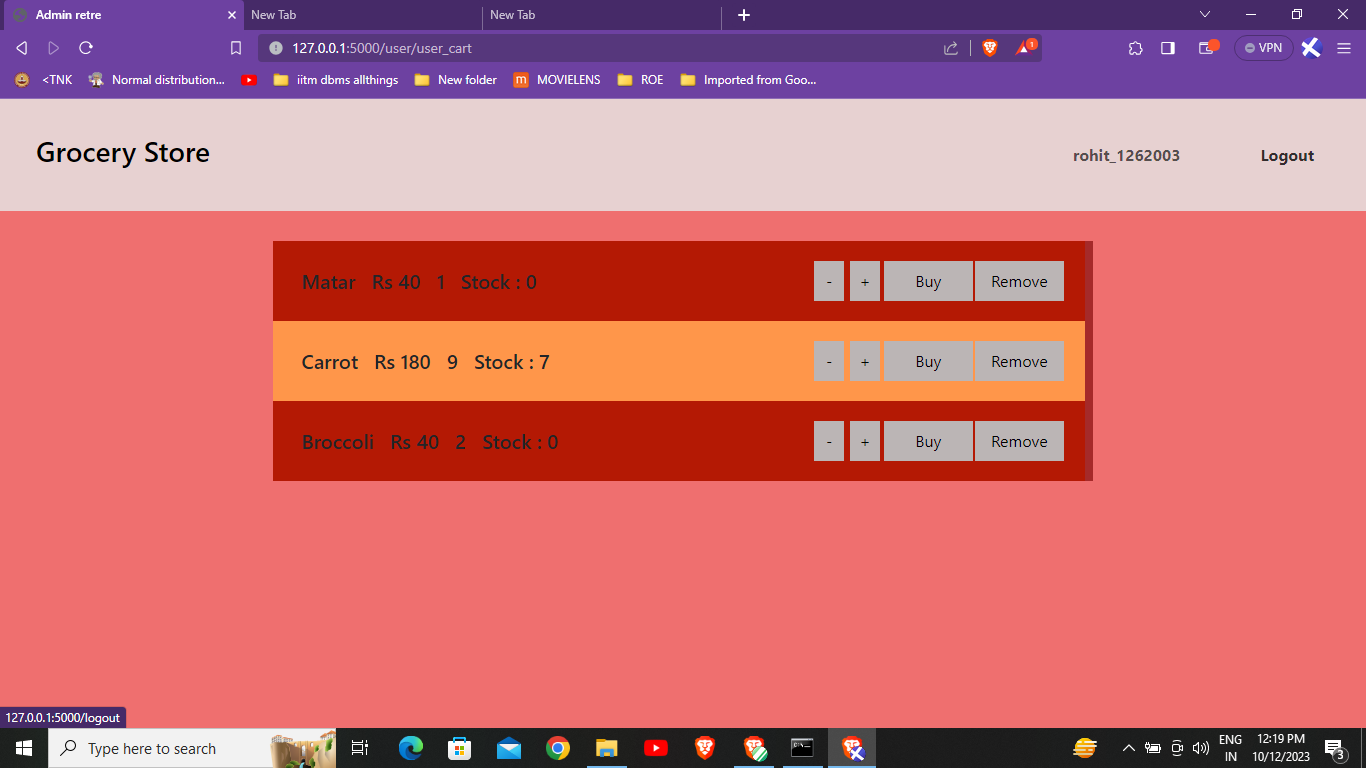 Admin retre
New Tab
New Tab
127.0.0.1:5000/user/user_cart
1
VPN
<TNK
Normal distribution...
iitm dbms allthings
New folder
m
MOVIELENS
ROE
Imported from Goo...
Grocery Store
rohit_1262003
Logout
Matar Rs 40 1 Stock : 0
- + Buy Remove
Carrot Rs 180 9 Stock : 7
- + Buy Remove
Broccoli Rs 40 2 Stock : 0
- + Buy Remove
127.0.0.1:5000/logout
Type here to search
ENG
IN
12:19 PM
10/12/2023
3